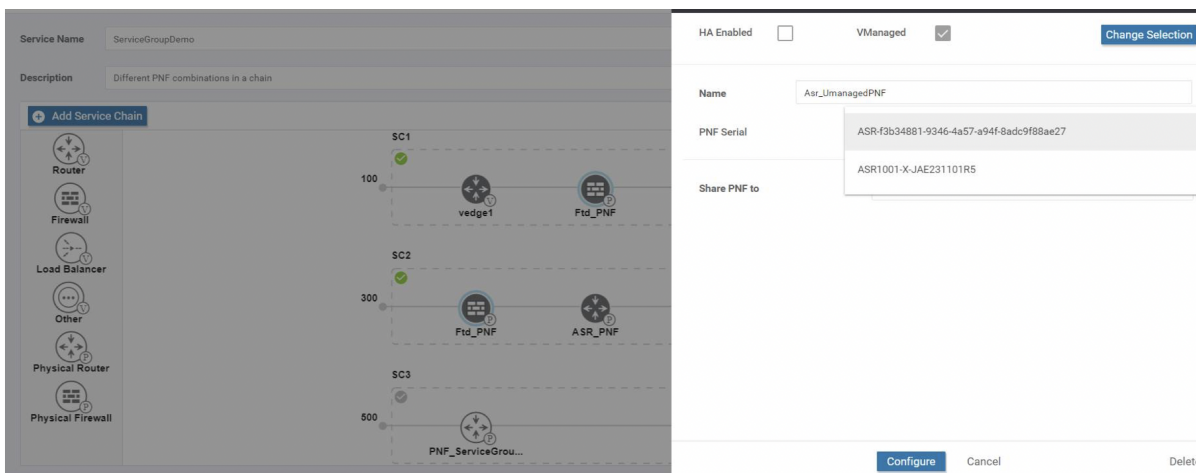 Service Name
ServiceGroupDemo
Description
Different PNF combinations in a chain
Add Service Chain
Router
V
Firewall
V
Load Balancer
V
Other
V
Physical Router
P
Physical Firewall
P
SC1
100
vedge1
V
Ftd_PNF
P
SC2
300
Ftd_PNF
P
ASR_PNF
P
SC3
500
PNF_ServiceGrou...
P
HA Enabled
VManaged
Change Selection
Name
Asr_UmanagedPNF
PNF Serial
ASR-f3b34881-9346-4a57-a94f-8adc9f88ae27
ASR1001-X-JAE231101R5
Share PNF to
Configure
Cancel
Delete